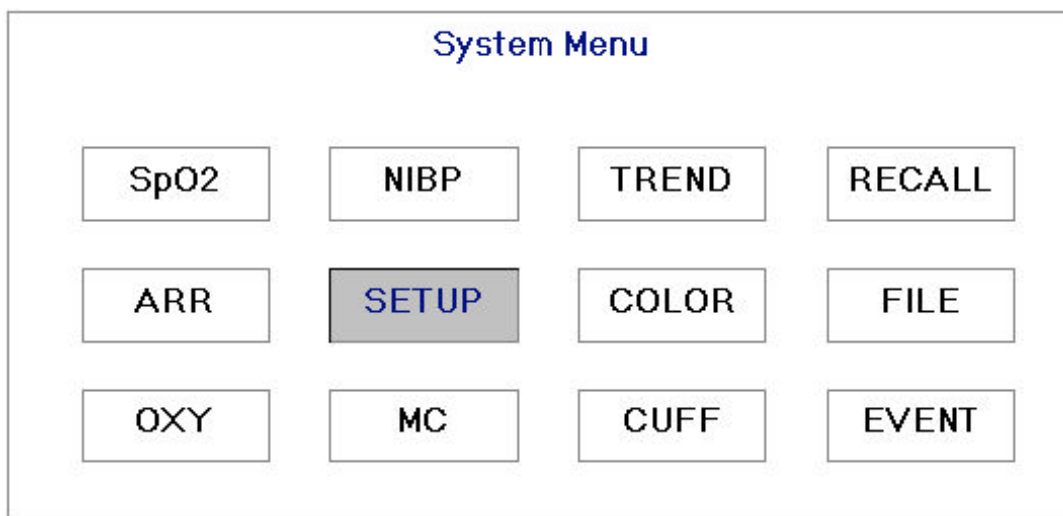 System Menu
SpO2 NIBP TREND RECALL
ARR SETUP COLOR FILE
OXY MC CUFF EVENT